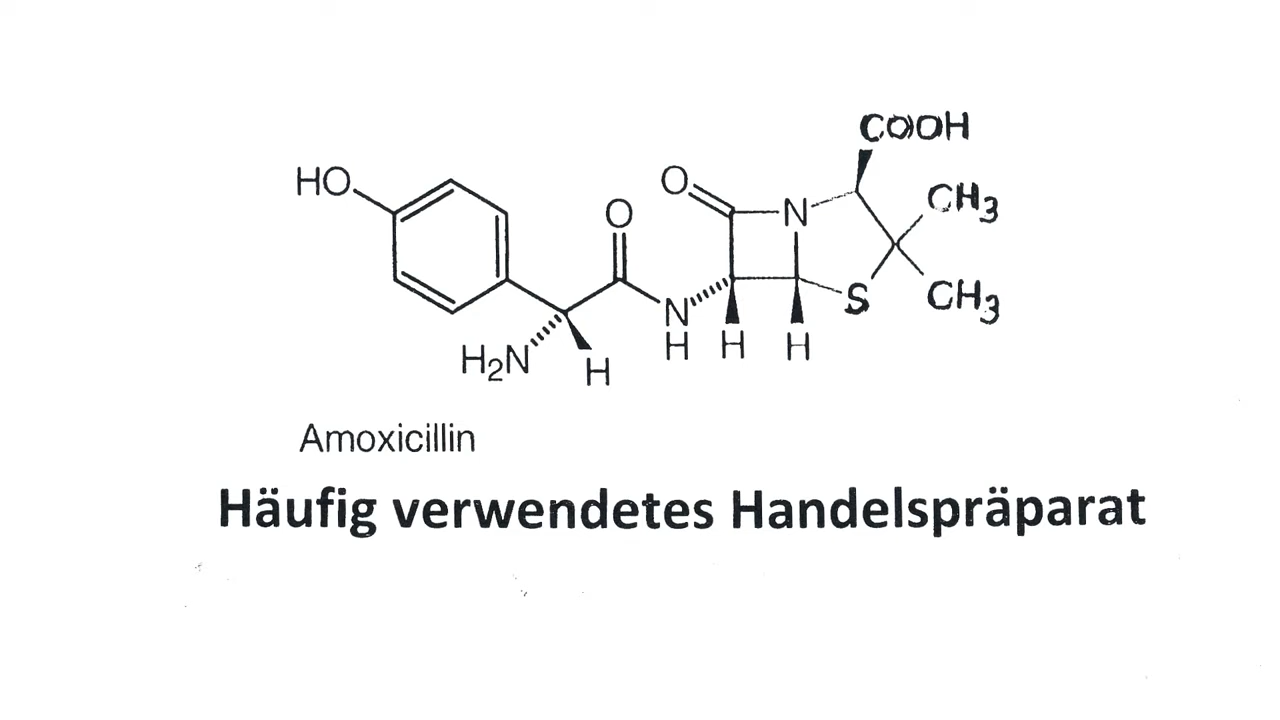 COOH
HO
O
O
N
CH3
CH3
S
N
H
H
H
H2N
H
Amoxicillin
Häufig verwendetes Handelspräparat